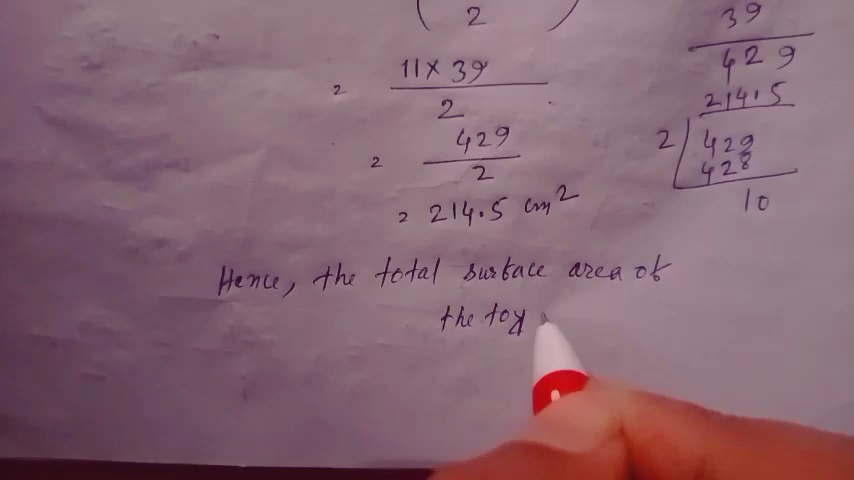 ( 2 )
= 11 × 39 / 2
= 429 / 2
= 214.5 cm²
Hence, the total surface area of
the toy
39
429
214.5
2 429
428
10